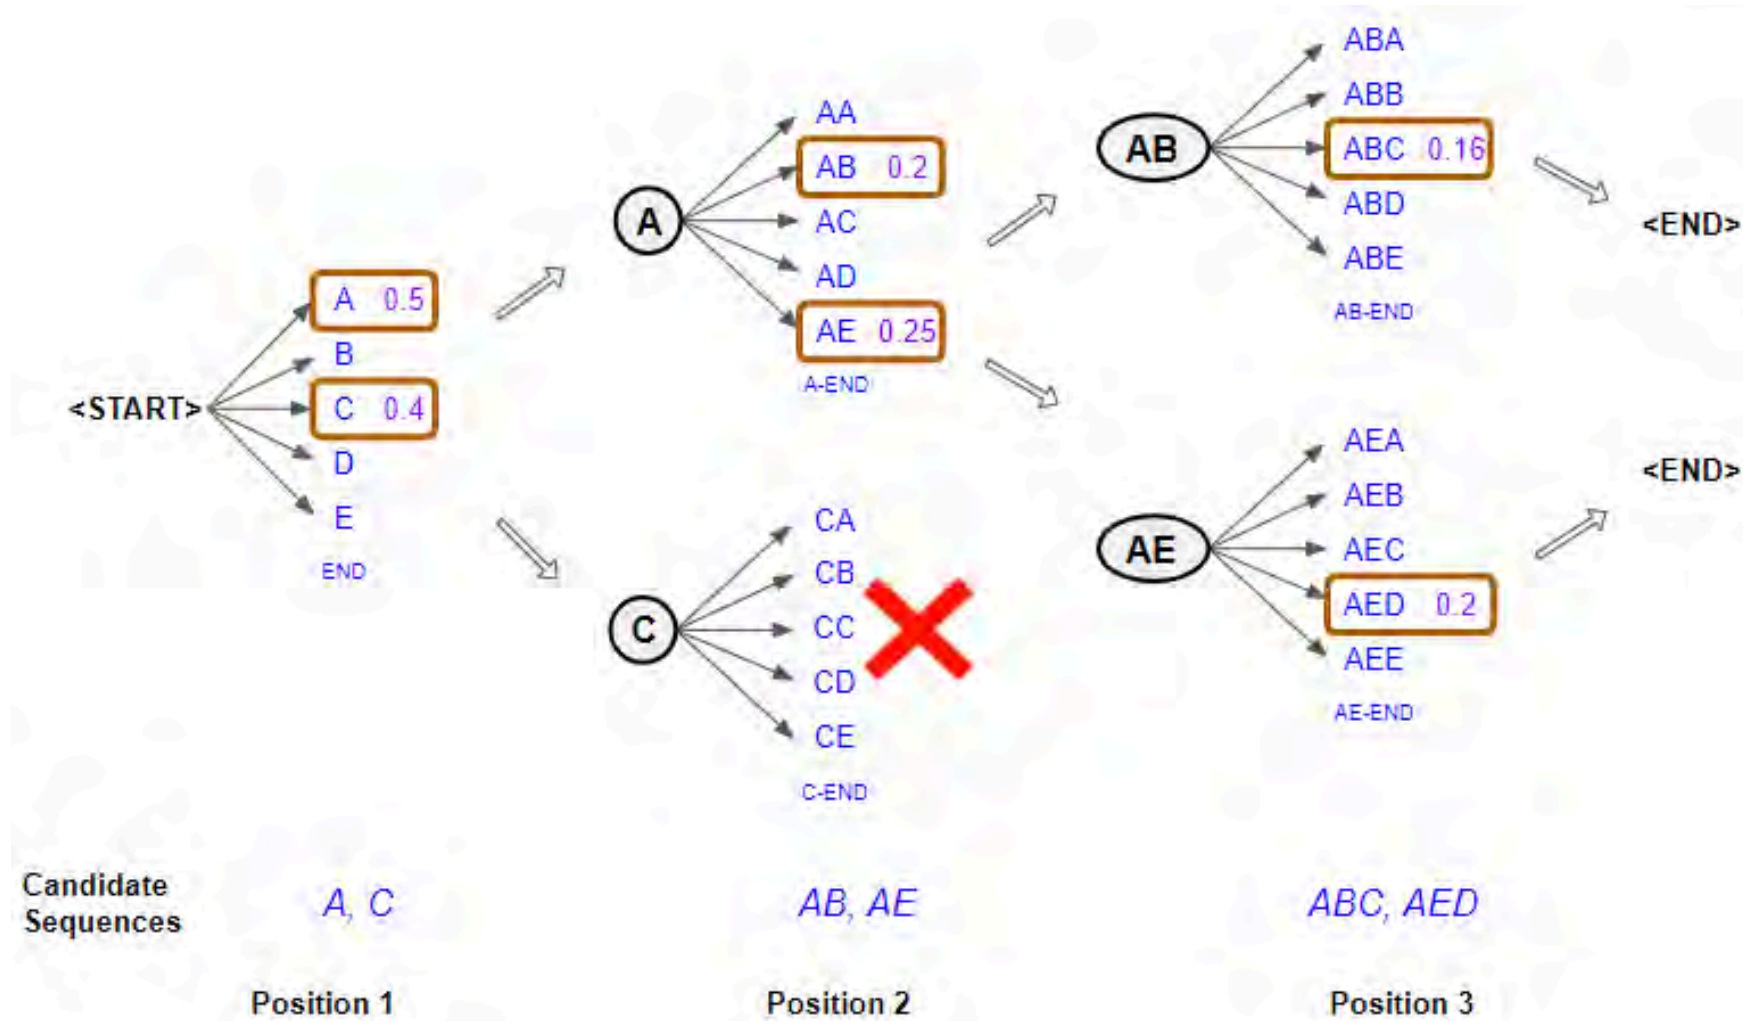 <START>
A 0.5
B
C 0.4
D
E
END
A
AA
AB 0.2
AC
AD
AE 0.25
A-END
C
CA
CB
CC
CD
CE
C-END
AB
ABA
ABB
ABC 0.16
ABD
ABE
AB-END
<END>
AE
AEA
AEB
AEC
AED 0.2
AEE
AE-END
<END>
Candidate
Sequences
A, C
AB, AE
ABC, AED
Position 1
Position 2
Position 3